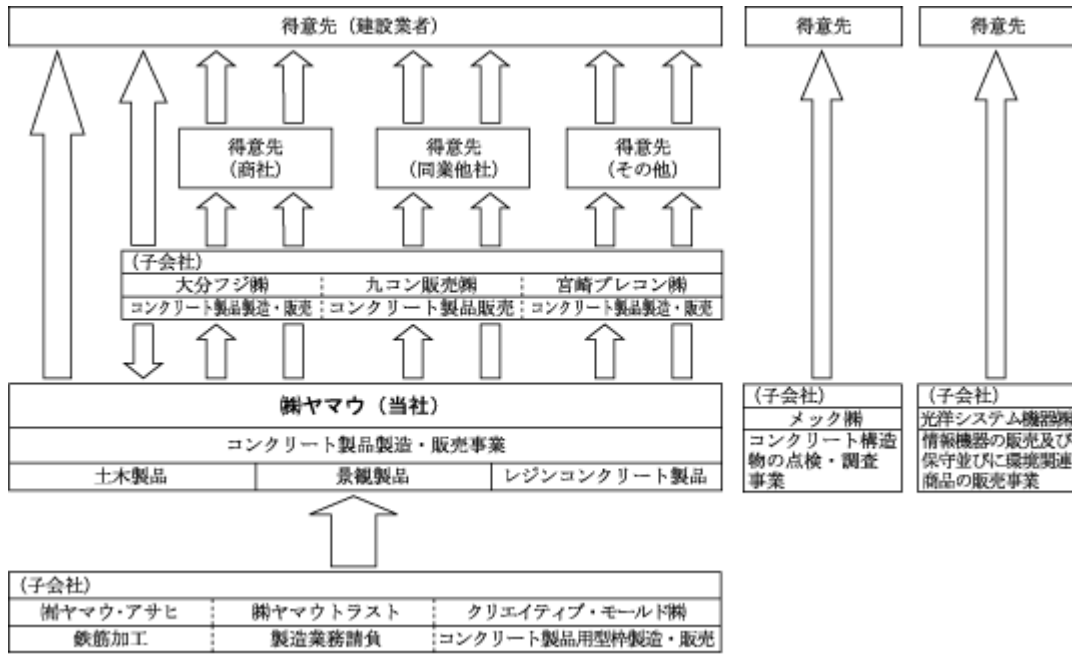 得意先（建設業者）
得意先
得意先
得意先
（商社）
得意先
（同業他社）
得意先
（その他）
（子会社）
大分フジ㈱
九コン販売㈱
宮崎プレコン㈱
コンクリート製品製造・販売
コンクリート製品販売
コンクリート製品製造・販売
㈱ヤマウ（当社）
コンクリート製品製造・販売事業
土木製品
景観製品
レジンコンクリート製品
（子会社）
メック㈱
コンクリート構造
物の点検・調査
事業
（子会社）
光洋システム機器㈱
情報機器の販売及び
保守並びに環境関連
商品の販売事業
（子会社）
㈲ヤマウ・アサヒ
㈱ヤマウトラスト
クリエイティブ・モールド㈱
鉄筋加工
製造業務請負
コンクリート製品用型枠製造・販売